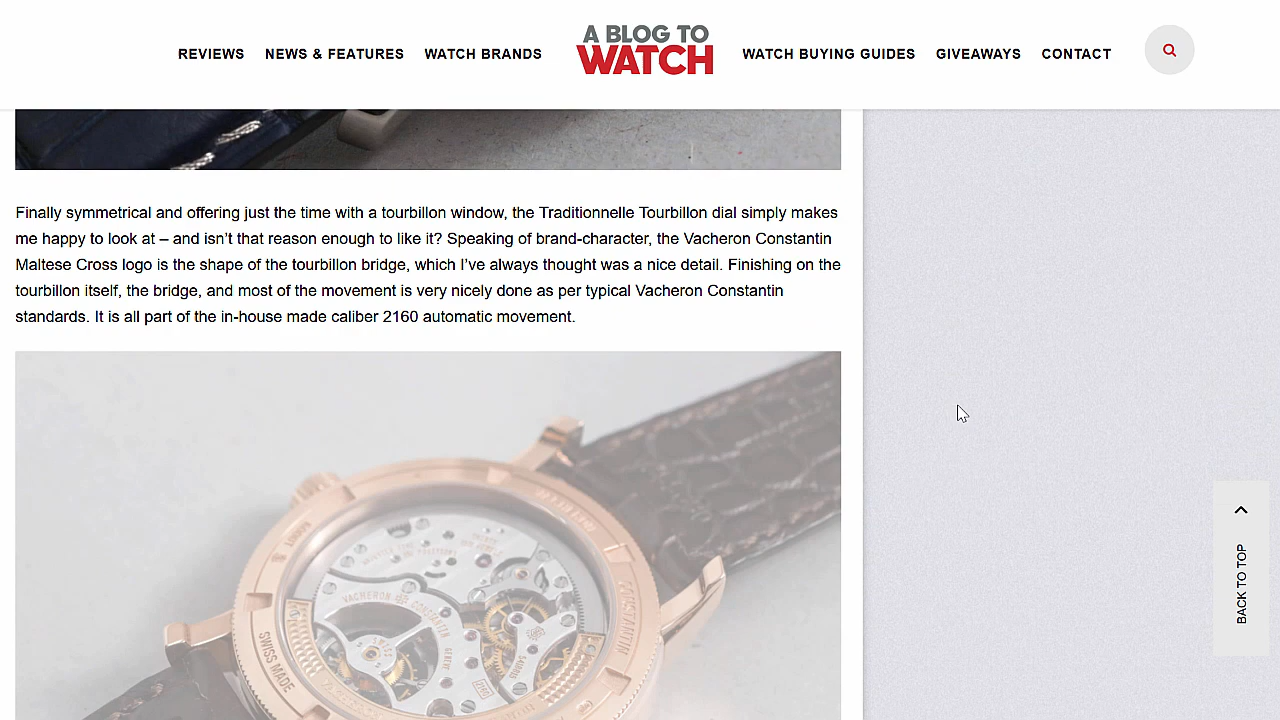 REVIEWS NEWS & FEATURES WATCH BRANDS
A BLOG TO
WATCH
WATCH BUYING GUIDES GIVEAWAYS CONTACT
Finally symmetrical and offering just the time with a tourbillon window, the Traditionnelle Tourbillon dial simply makes
me happy to look at – and isn’t that reason enough to like it? Speaking of brand-character, the Vacheron Constantin
Maltese Cross logo is the shape of the tourbillon bridge, which I’ve always thought was a nice detail. Finishing on the
tourbillon itself, the bridge, and most of the movement is very nicely done as per typical Vacheron Constantin
standards. It is all part of the in-house made caliber 2160 automatic movement.
VACHERON CONSTANTIN
GENEVE
2160
CONSTANTIN
SWISS MADE
BACK TO TOP